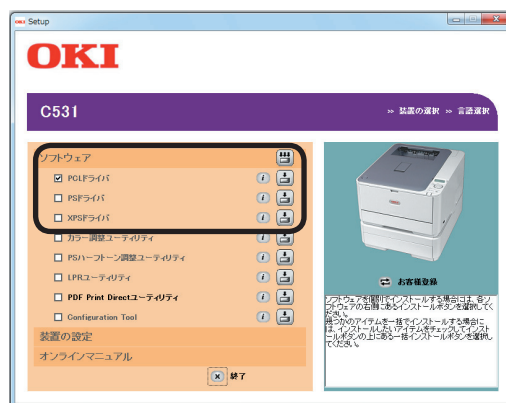 OKI Setup
OKI
C531
>> 装置の選択 >> 言語選択
ソフトウェア
PCLドライバ
PSドライバ
XPSドライバ
カラー調整ユーティリティ
PSハーフトーン調整ユーティリティ
LPRユーティリティ
PDF Print Directユーティリティ
Configuration Tool
装置の設定
オンラインマニュアル
終了
お客様登録
ソフトウェアを個別でインストールする場合には、各ソ
フトウェアの右側にあるインストールボタンを選択してく
ださい。
幾つかのアイテムを一括でインストールする場合に
は、インストールしたいアイテムをチェックしてインスト
ールボタンの上にある一括インストールボタンを選択し
てください。